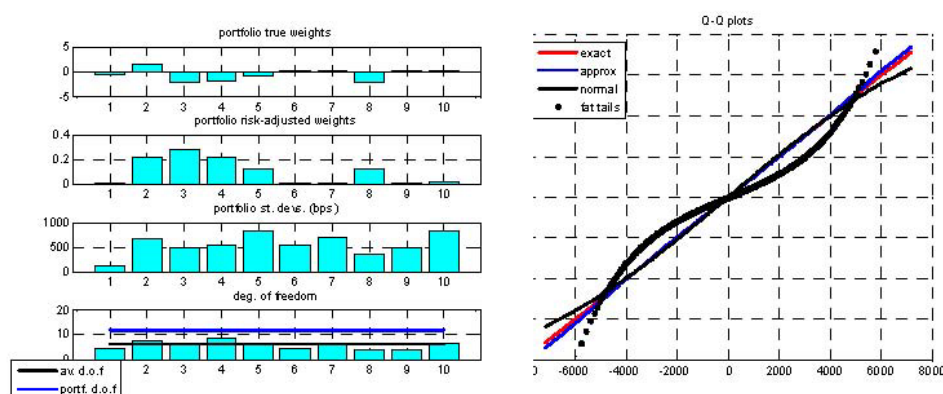 portfolio true weights
5
0
-5
1 2 3 4 5 6 7 8 9 10
portfolio risk-adjusted weights
0.4
0.2
0
1 2 3 4 5 6 7 8 9 10
portfolio st. devs. (bps)
1000
500
0
1 2 3 4 5 6 7 8 9 10
deg. of freedom
20
10
0
1 2 3 4 5 6 7 8 9 10
av. d.o.f
portf. d.o.f
Q-Q plots
exact
approx
normal
fat tails
-6000 -4000 -2000 0 2000 4000 6000 8000